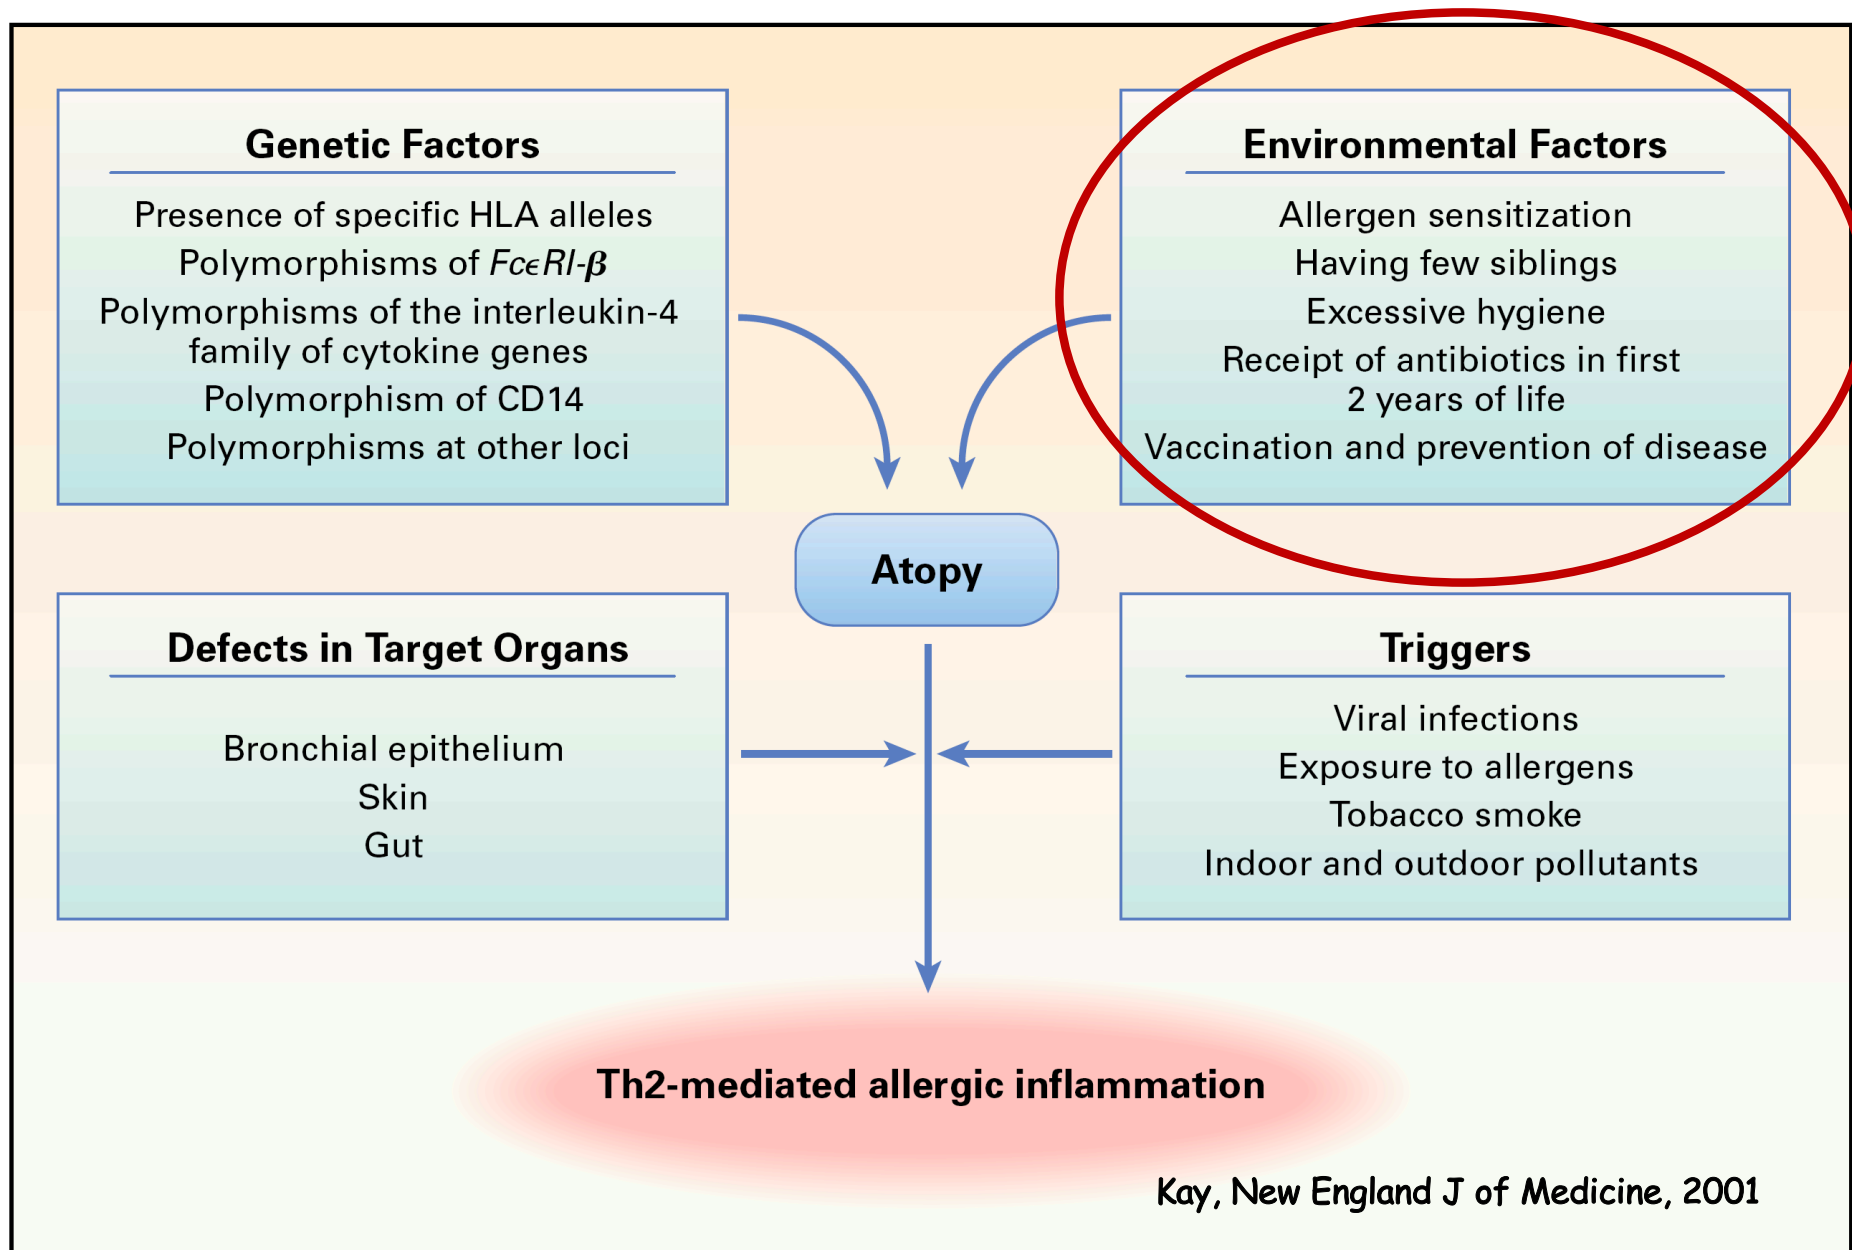 Genetic Factors
Presence of specific HLA alleles
Polymorphisms of FcϵRI-β
Polymorphisms of the interleukin-4
family of cytokine genes
Polymorphism of CD14
Polymorphisms at other loci
Environmental Factors
Allergen sensitization
Having few siblings
Excessive hygiene
Receipt of antibiotics in first
2 years of life
Vaccination and prevention of disease
Atopy
Defects in Target Organs
Bronchial epithelium
Skin
Gut
Triggers
Viral infections
Exposure to allergens
Tobacco smoke
Indoor and outdoor pollutants
Th2-mediated allergic inflammation
Kay, New England J of Medicine, 2001